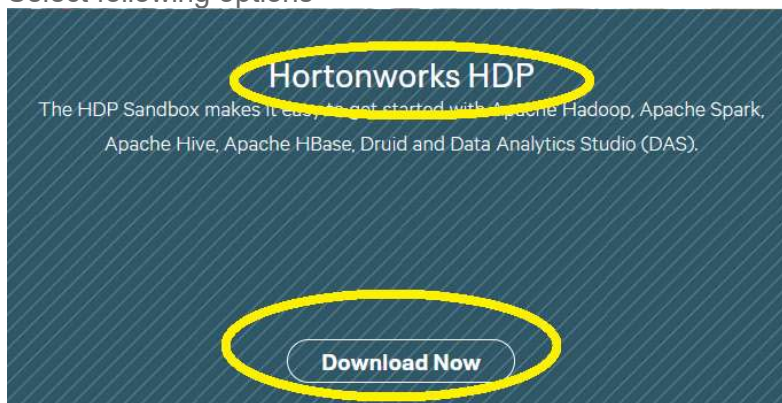 Select following options
Hortonworks HDP
The HDP Sandbox makes it easy to get started with Apache Hadoop, Apache Spark,
Apache Hive, Apache HBase, Druid and Data Analytics Studio (DAS).
Download Now